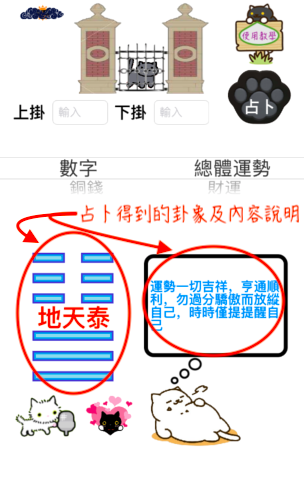 使用教學
上掛 輸入 下掛 輸入
占卜
數字 總體運勢
銅錢 財運
占卜得到的卦象及內容說明
地天泰
運勢一切吉祥，亨通順
利，勿過分驕傲而放縱
自己，時時僅提提醒自
己